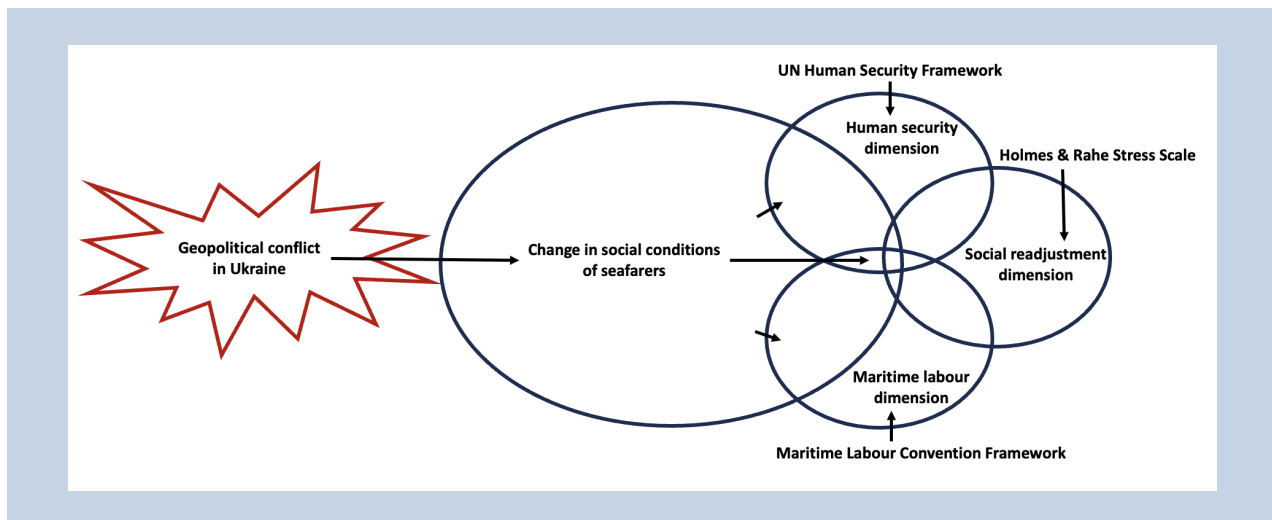 UN Human Security Framework
Human security
dimension
Holmes & Rahe Stress Scale
Geopolitical conflict
in Ukraine
Change in social conditions
of seafarers
Social readjustment
dimension
Maritime labour
dimension
Maritime Labour Convention Framework